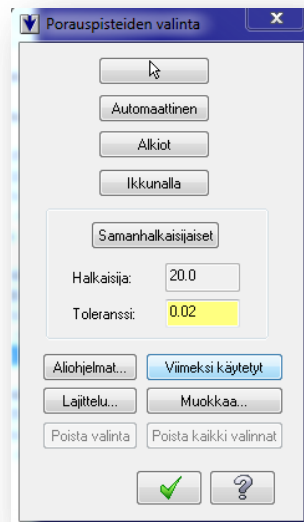 Porauspisteiden valinta
Automaattinen
Alkiot
Ikkunalla
Samanhalkaisijaiset
Halkaisija: 20.0
Toleranssi: 0.02
Aliohjelmat... Viimeksi käytetyt
Lajittelu... Muokkaa...
Poista valinta Poista kaikki valinnat